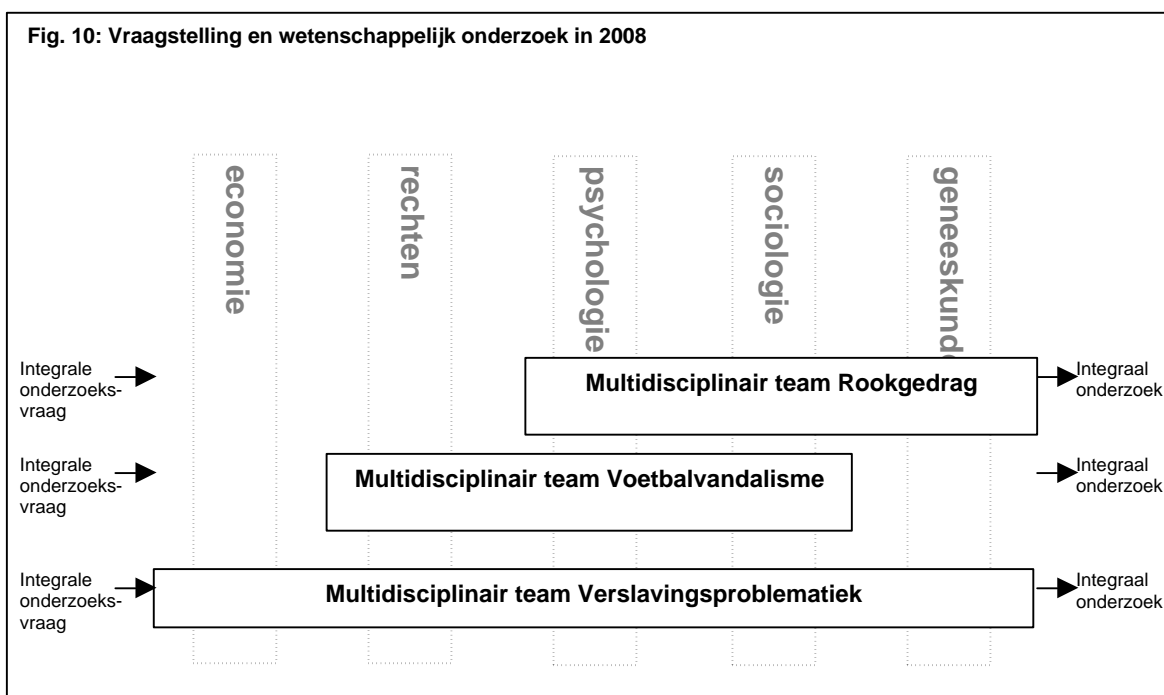 Fig. 10: Vraagstelling en wetenschappelijk onderzoek in 2008
economie
rechten
psychologie
sociologie
geneeskunde
Integrale
onderzoeks-
vraag
Multidisciplinair team Rookgedrag
Integraal
onderzoek
Integrale
onderzoeks-
vraag
Multidisciplinair team Voetbalvandalisme
Integraal
onderzoek
Integrale
onderzoeks-
vraag
Multidisciplinair team Verslavingsproblematiek
Integraal
onderzoek